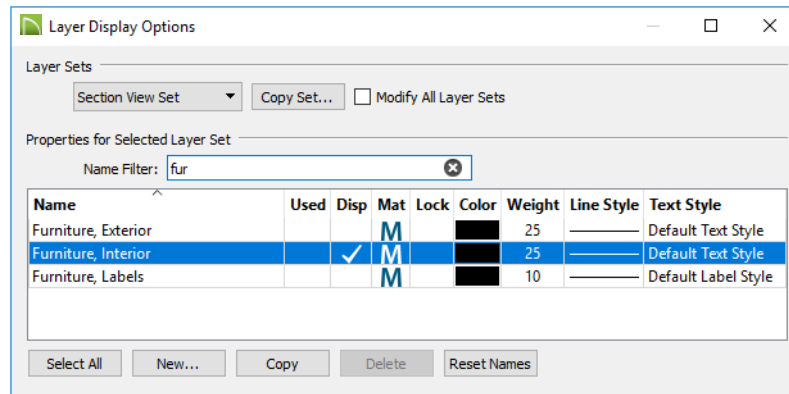 Layer Display Options
Layer Sets
Section View Set Copy Set... Modify All Layer Sets
Properties for Selected Layer Set
Name Filter: fur
Name Used Disp Mat Lock Color Weight Line Style Text Style
Furniture, Exterior M 25 Default Text Style
Furniture, Interior M 25 Default Text Style
Furniture, Labels M 10 Default Label Style
Select All New... Copy Delete Reset Names